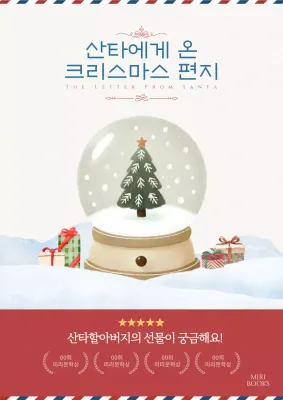 산타에게 온
크리스마스 편지
THE LETTER FROM SANTA
산타할아버지의 선물이 궁금해요!
00회
미리문학상
00회
미리문학상
00회
미리문학상
00회
미리문학상
MIRI
BOOKS